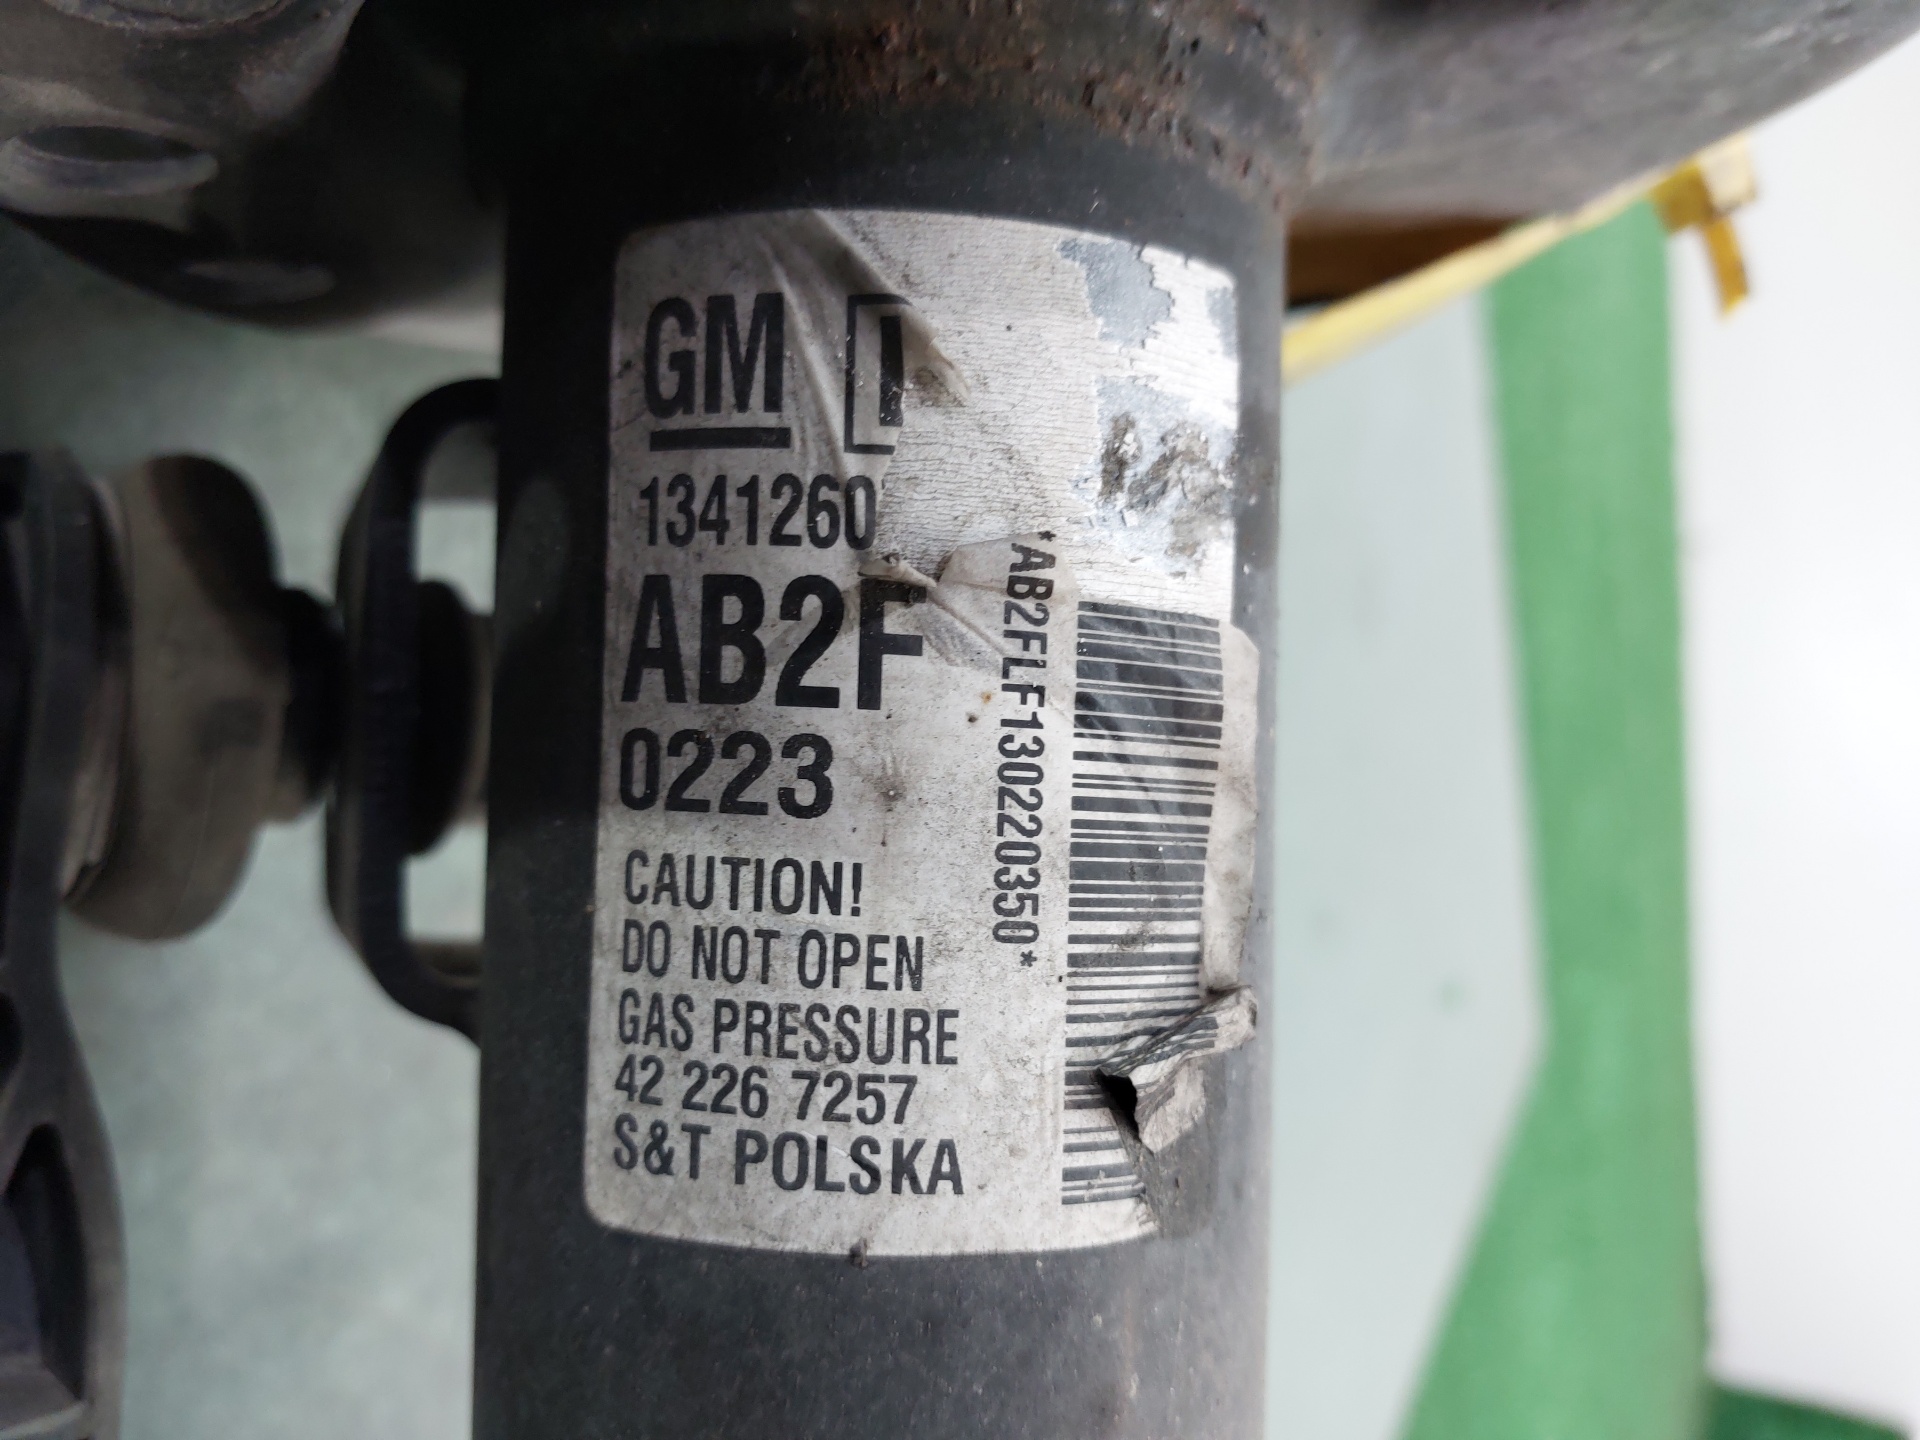 GM
1341260
AB2F
0223
CAUTION!
DO NOT OPEN
GAS PRESSURE
42 226 7257
S&T POLSKA
*AB2FLF130220350*